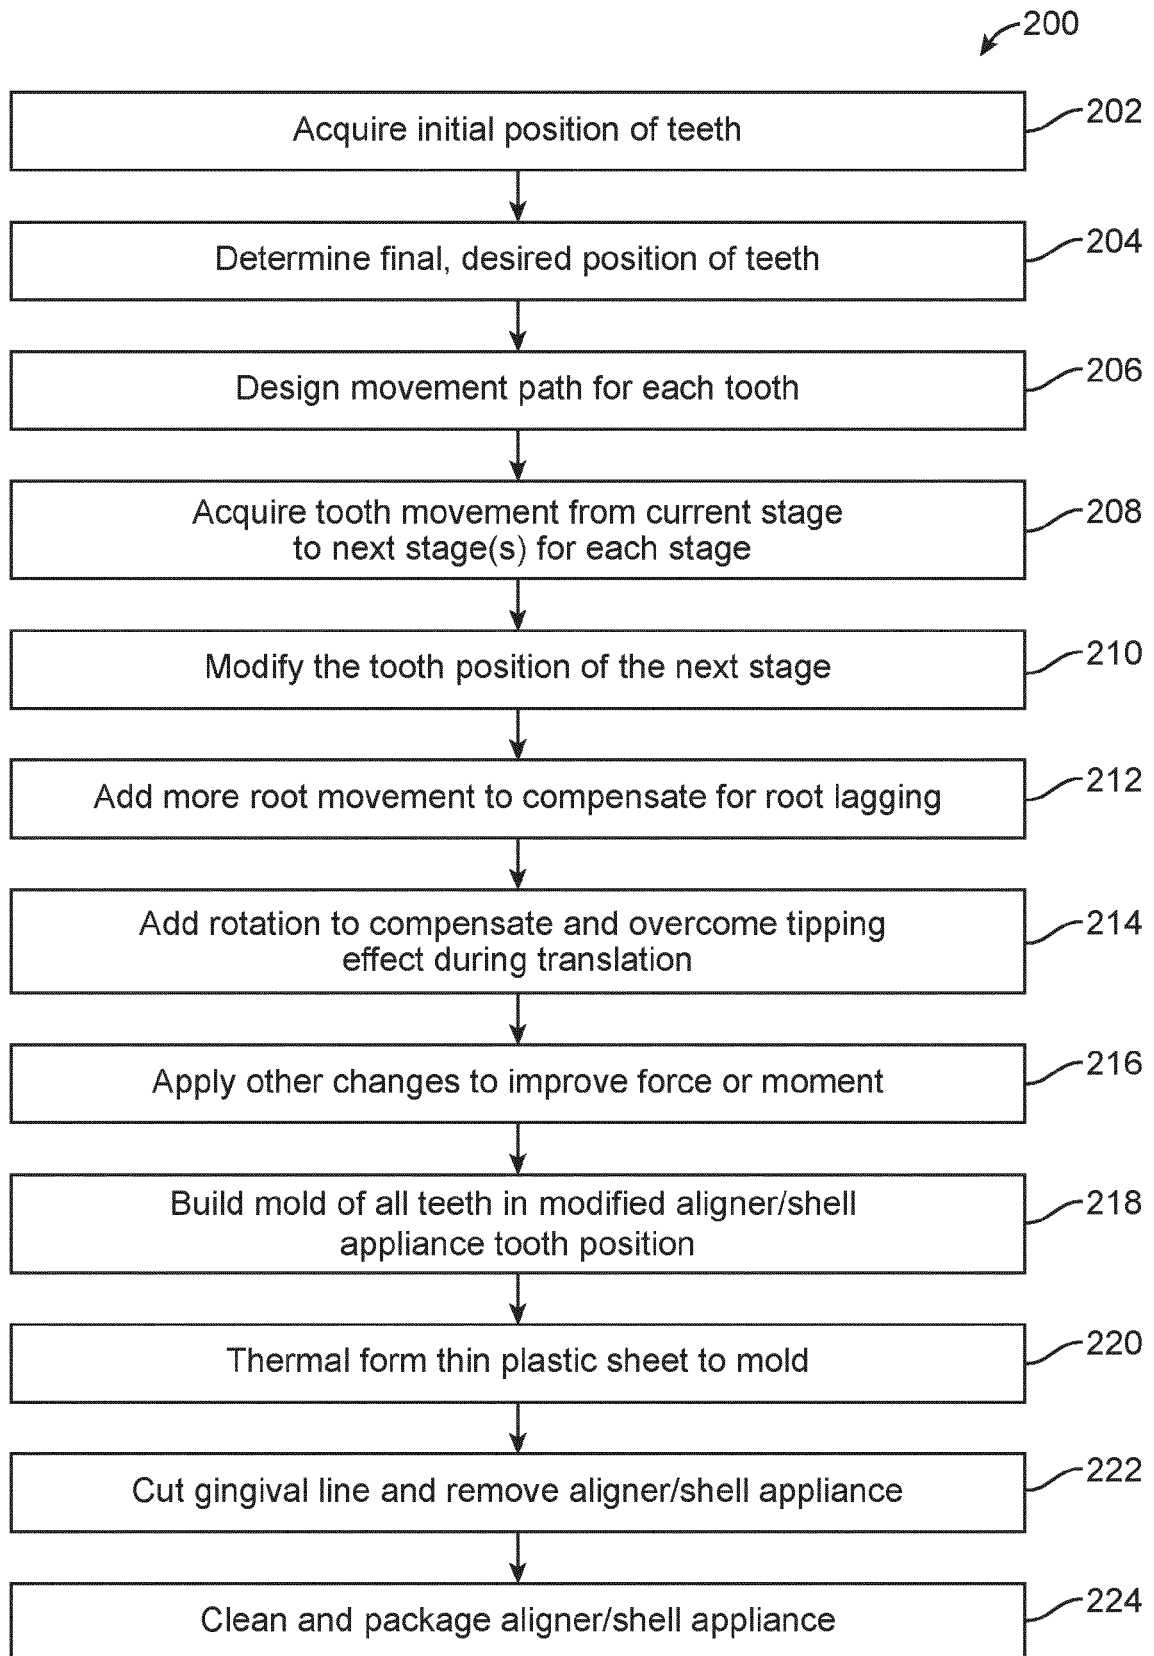 200
Acquire initial position of teeth
202
Determine final, desired position of teeth
204
Design movement path for each tooth
206
Acquire tooth movement from current stage
to next stage(s) for each stage
208
Modify the tooth position of the next stage
210
Add more root movement to compensate for root lagging
212
Add rotation to compensate and overcome tipping
effect during translation
214
Apply other changes to improve force or moment
216
Build mold of all teeth in modified aligner/shell
appliance tooth position
218
Thermal form thin plastic sheet to mold
220
Cut gingival line and remove aligner/shell appliance
222
Clean and package aligner/shell appliance
224